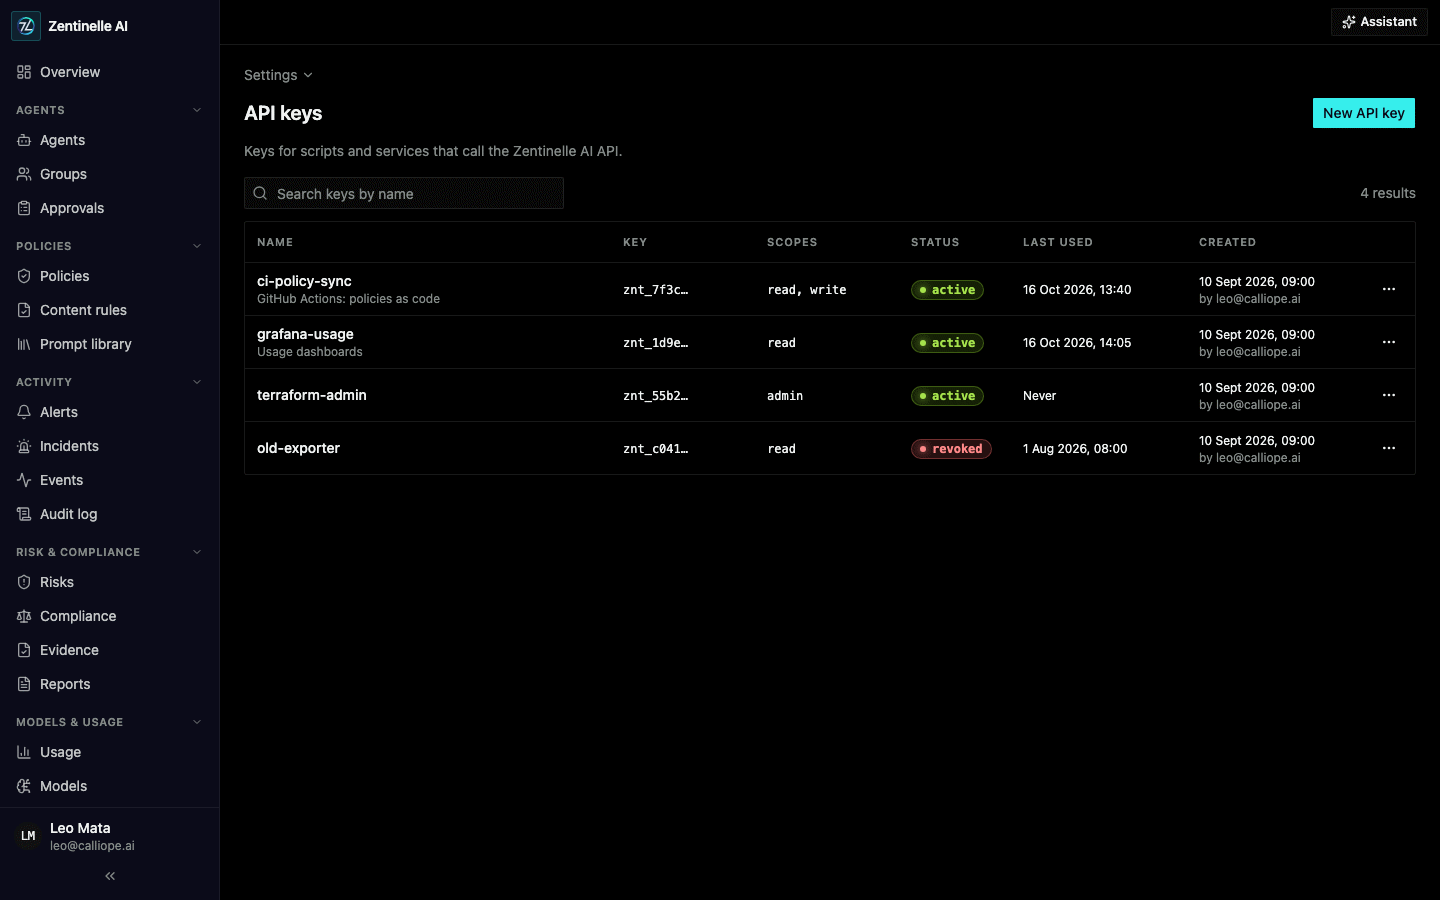 Zentinelle AI
Assistant
Overview
AGENTS
Agents
Groups
Approvals
POLICIES
Policies
Content rules
Prompt library
ACTIVITY
Alerts
Incidents
Events
Audit log
RISK & COMPLIANCE
Risks
Compliance
Evidence
Reports
MODELS & USAGE
Usage
Models
LM
Leo Mata
leo@calliope.ai
Settings
API keys
New API key
Keys for scripts and services that call the Zentinelle AI API.
Search keys by name
4 results
NAME KEY SCOPES STATUS LAST USED CREATED
ci-policy-sync znt_7f3c… read, write active 16 Oct 2026, 13:40 10 Sept 2026, 09:00
GitHub Actions: policies as code by leo@calliope.ai
grafana-usage znt_1d9e… read active 16 Oct 2026, 14:05 10 Sept 2026, 09:00
Usage dashboards by leo@calliope.ai
terraform-admin znt_55b2… admin active Never 10 Sept 2026, 09:00
by leo@calliope.ai
old-exporter znt_c041… read revoked 1 Aug 2026, 08:00 10 Sept 2026, 09:00
by leo@calliope.ai